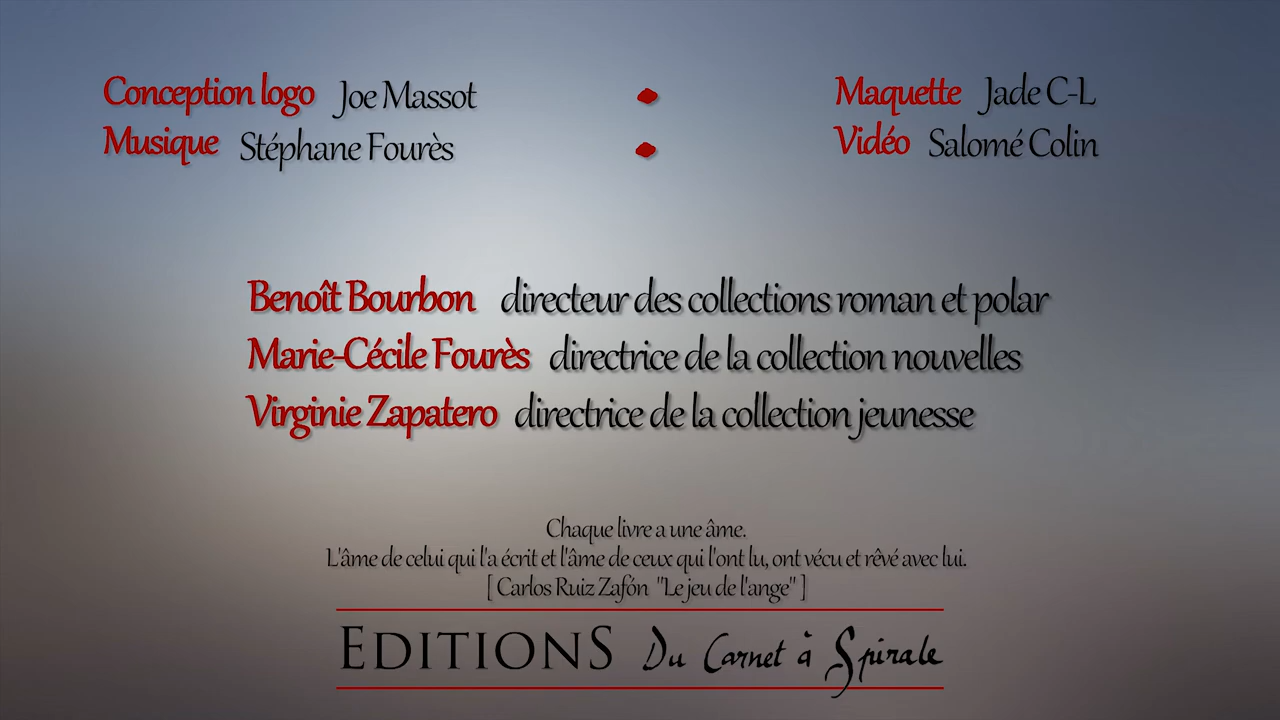 Conception logo Joe Massot • Maquette Jade C-L
Musique Stéphane Fourès • Vidéo Salomé Colin
Benoît Bourbon directeur des collections roman et polar
Marie-Cécile Fourès directrice de la collection nouvelles
Virginie Zapatero directrice de la collection jeunesse
Chaque livre a une âme.
L'âme de celui qui l'a écrit et l'âme de ceux qui l'ont lu, ont vécu et rêvé avec lui.
[ Carlos Ruiz Zafón "Le jeu de l'ange" ]
EDITIONS Du Carnet à Spirale